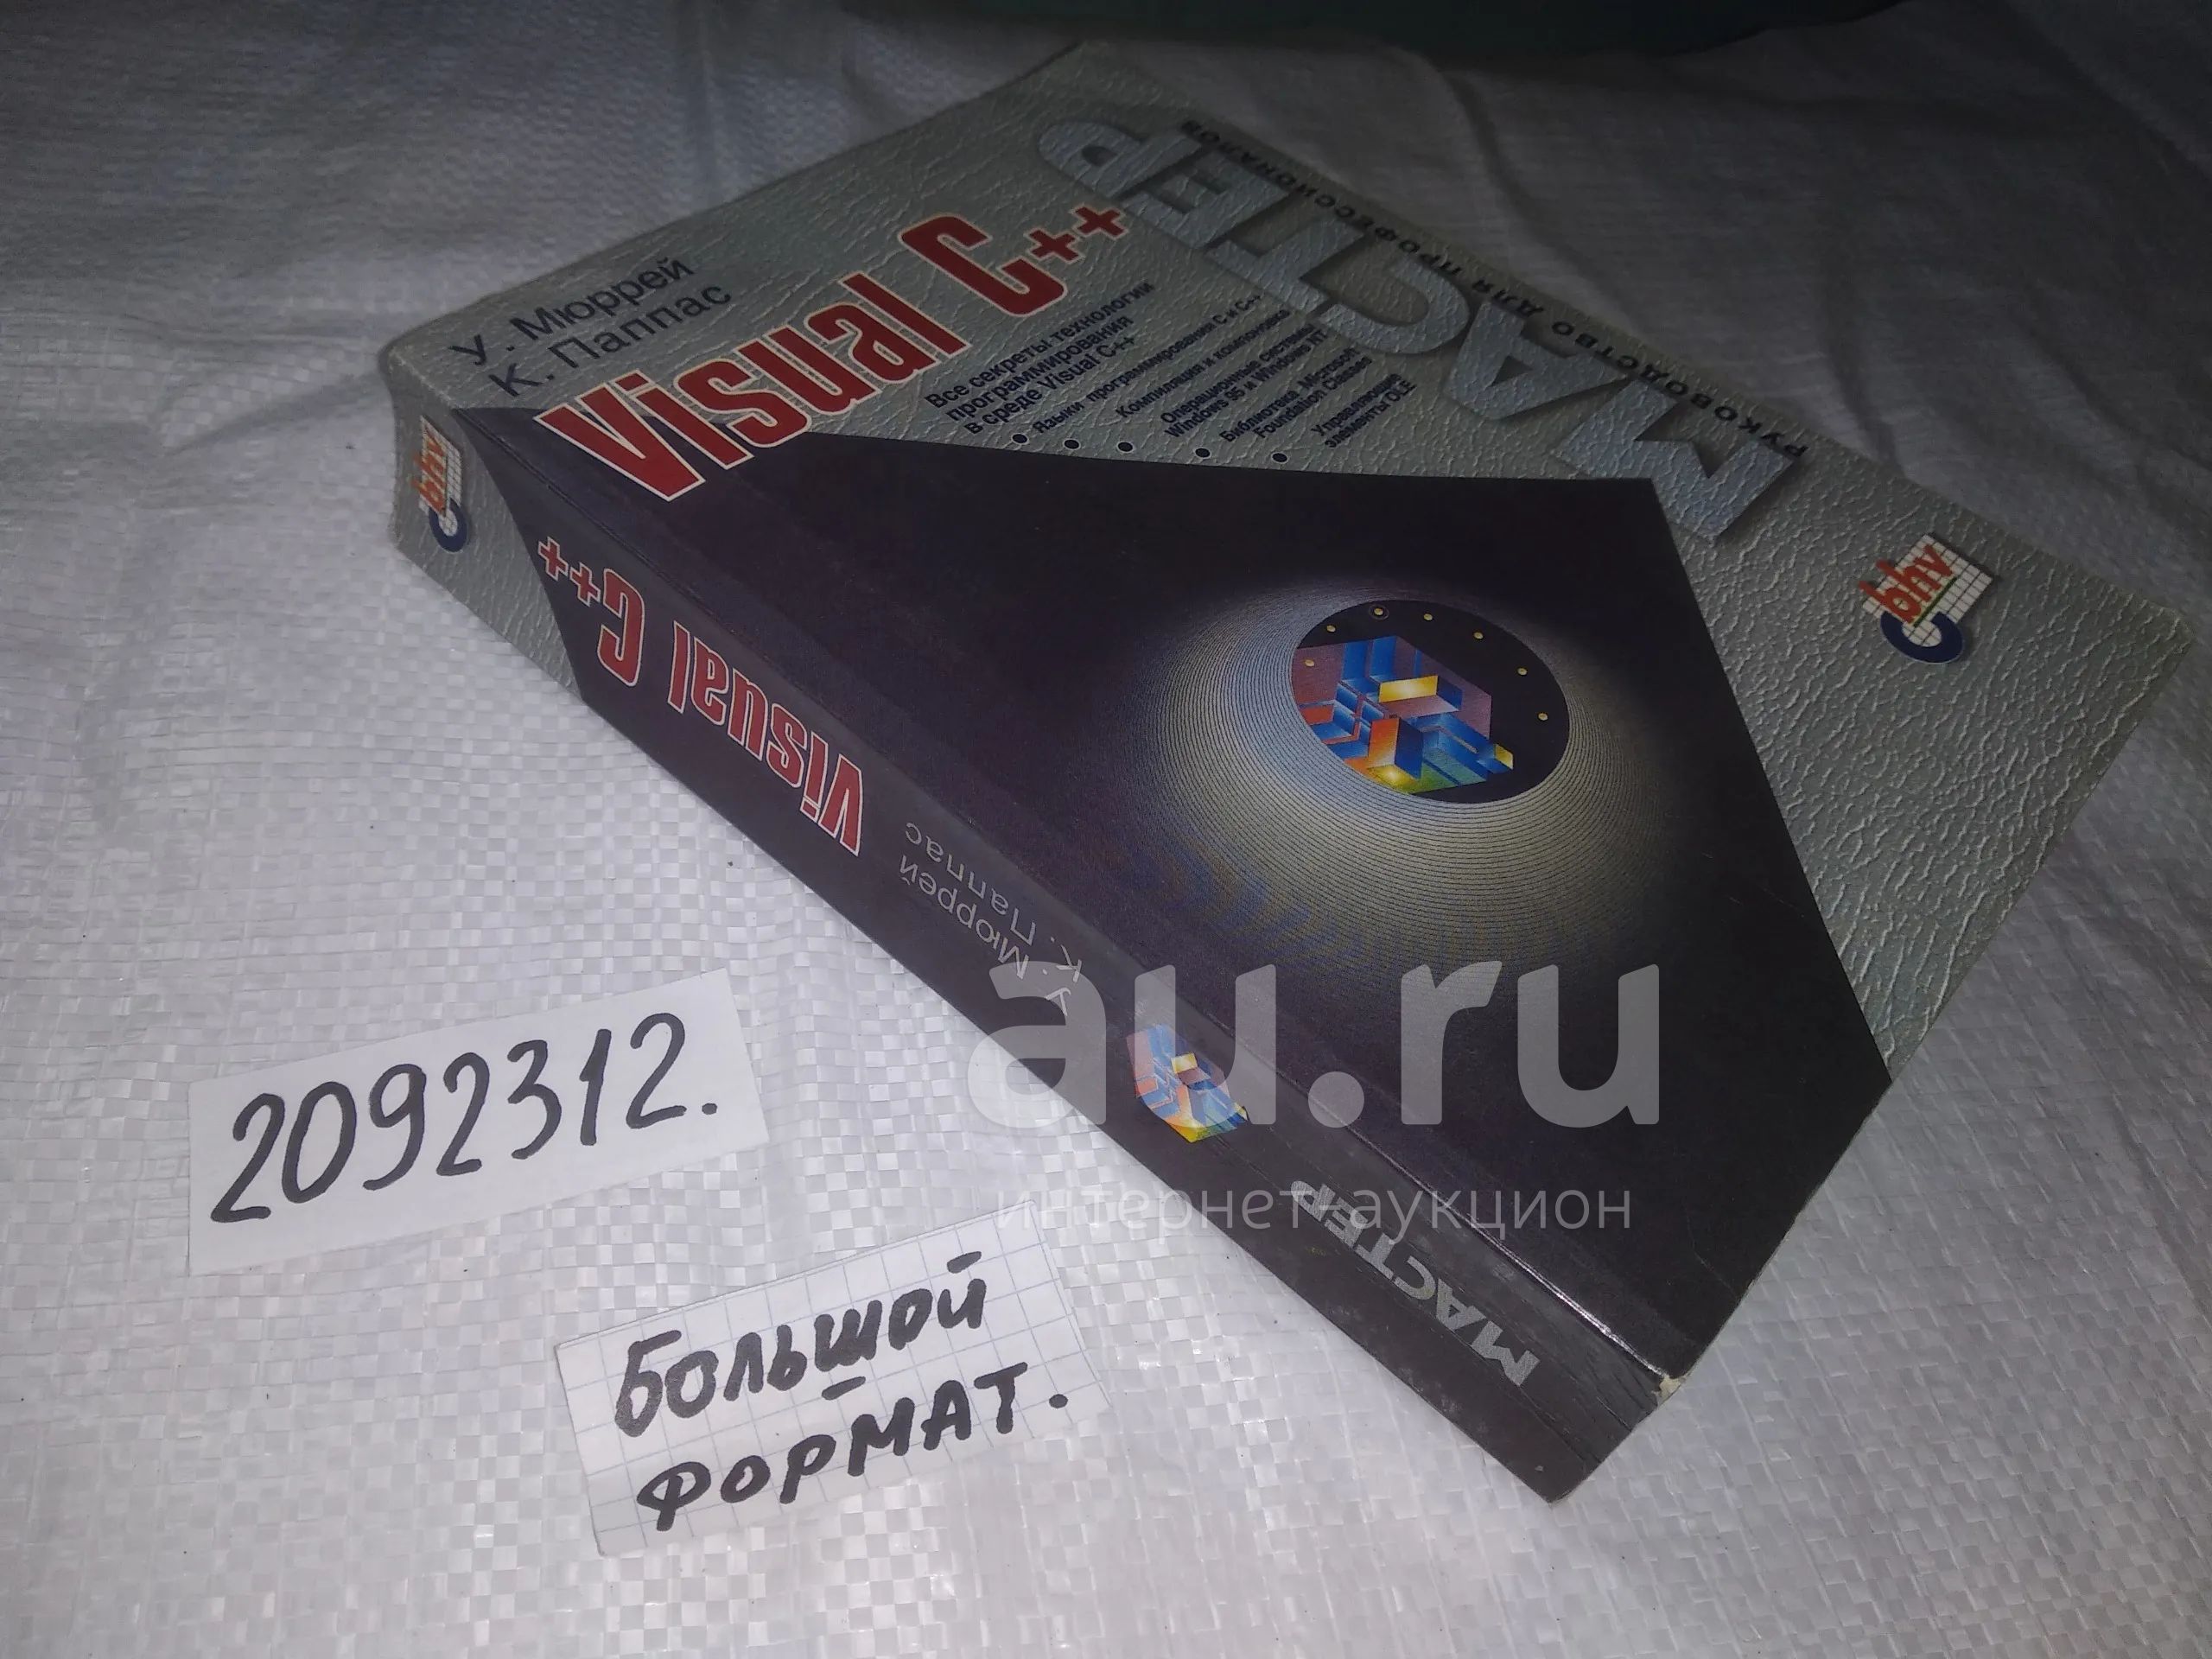 У. Мюррей
К. Паппас
Visual C++
Все секреты технологии
программирования
в среде Visual C++
Языки программирования C и C++
Компиляция и компоновка
Операционные системы
Windows 95 и Windows NT
Библиотека Microsoft
Foundation Classes
Управляющие
элементы OLE
МАСТЕР
РУКОВОДСТВО ДЛЯ ПРОФЕССИОНАЛОВ
bhv
bhv
Visual C++
У. Мюррей
К. Паппас
МАСТЕР
2092312.
БОЛЬШОЙ
ФОРМАТ.
au.ru
интернет-аукцион